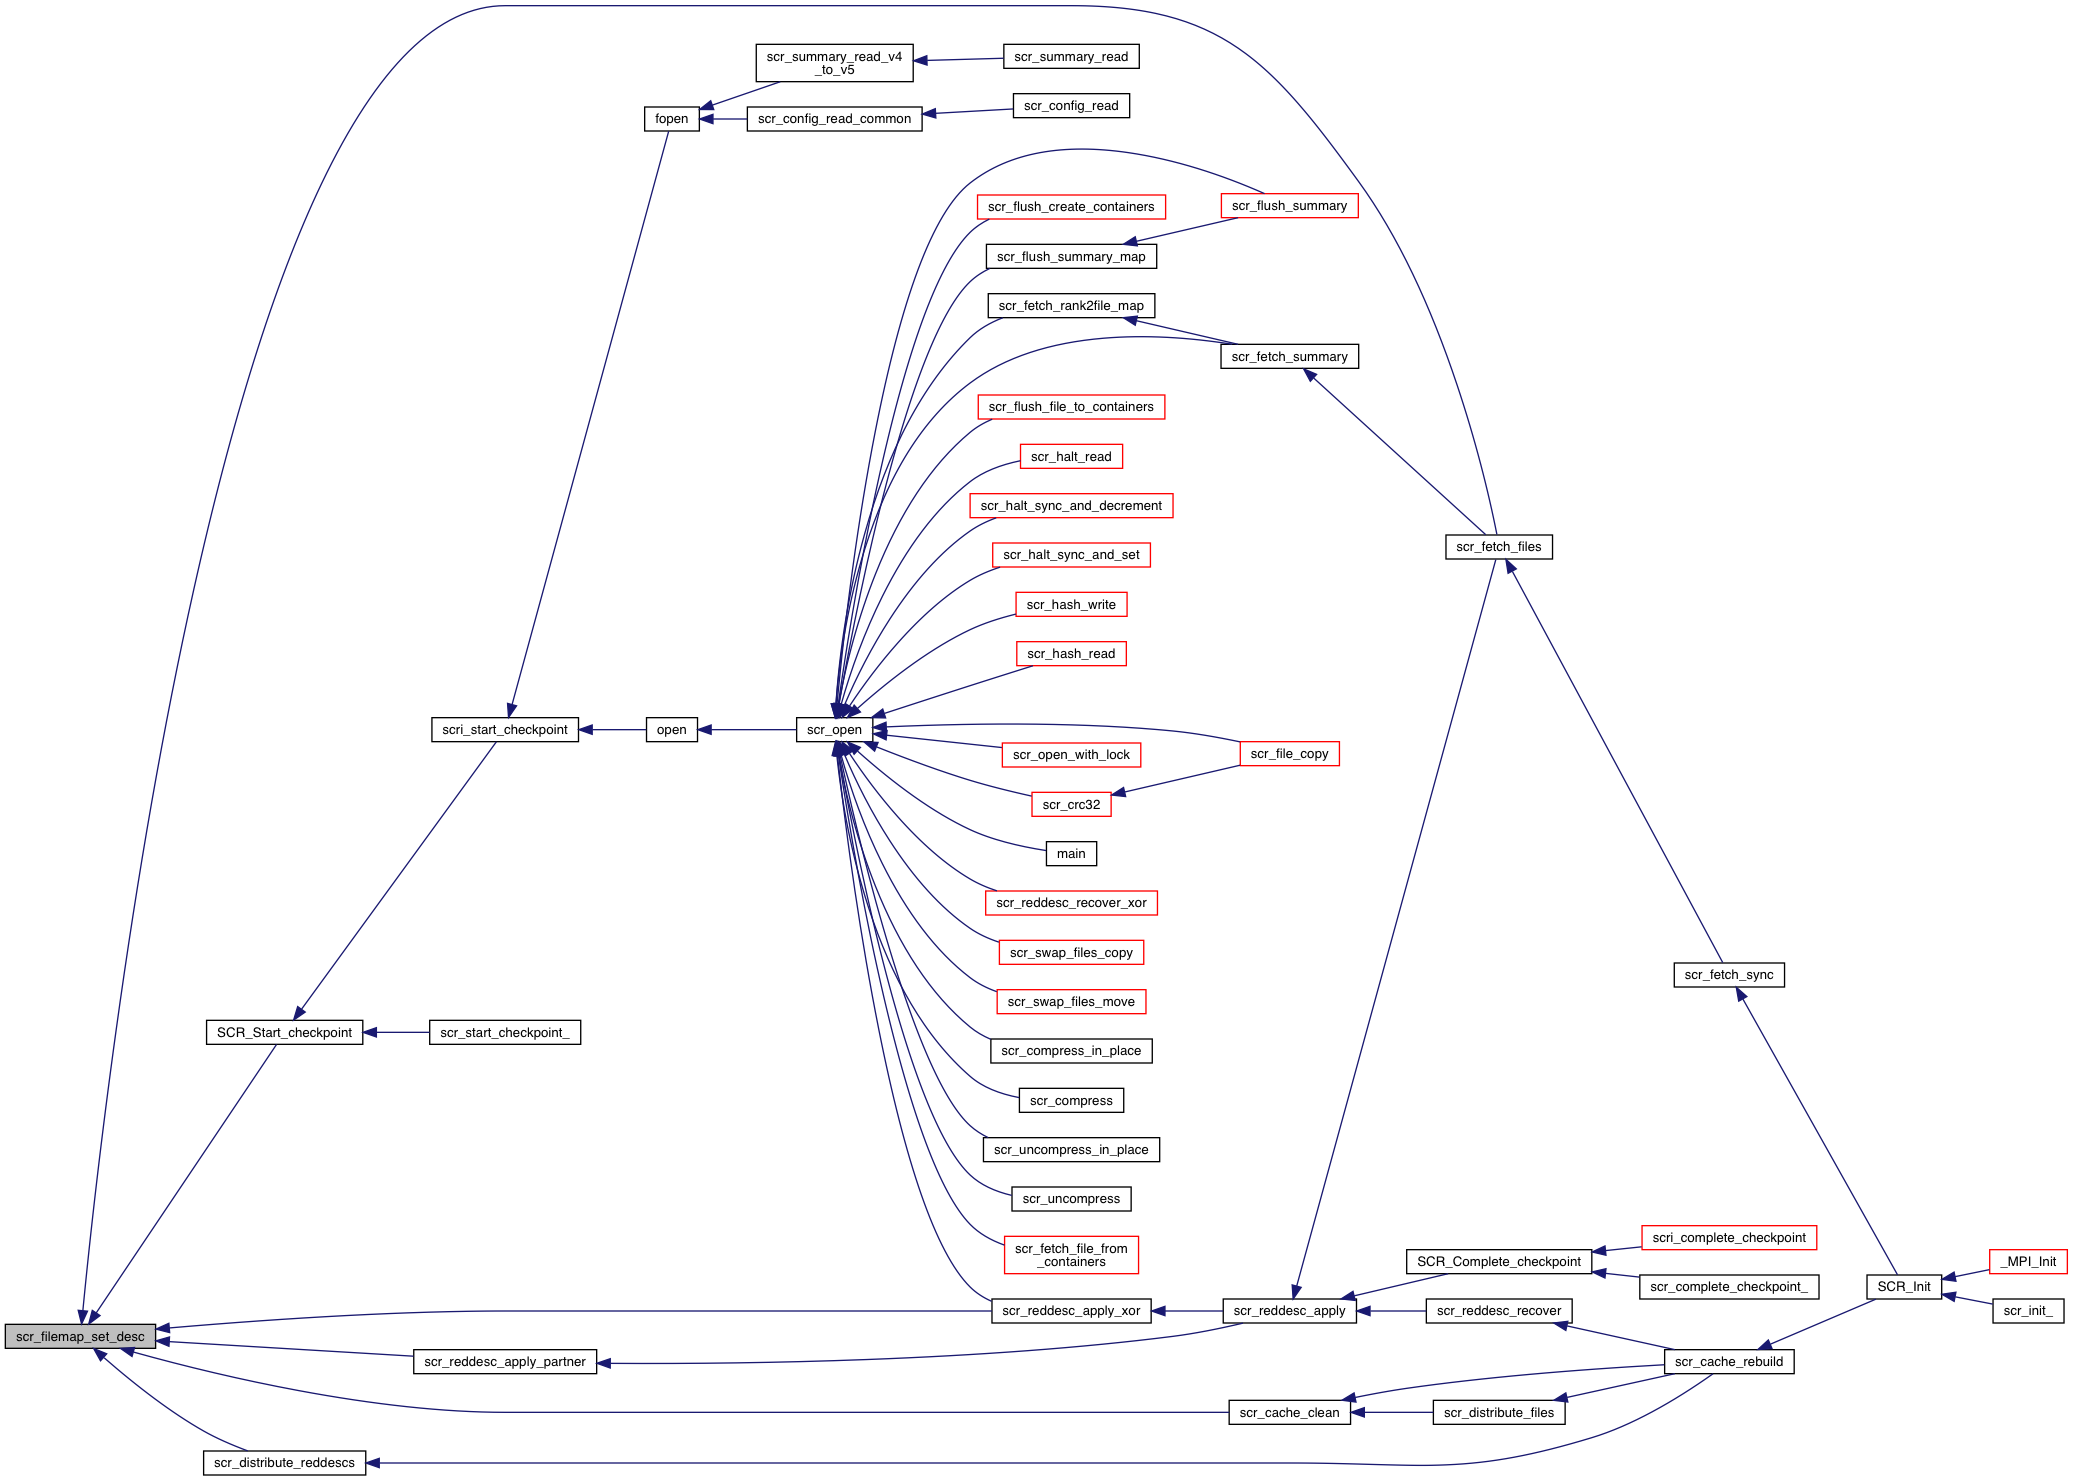 scr_summary_read_v4
_to_v5
scr_summary_read
scr_config_read
fopen
scr_config_read_common
scr_flush_create_containers
scr_flush_summary
scr_flush_summary_map
scr_fetch_rank2file_map
scr_fetch_summary
scr_flush_file_to_containers
scr_halt_read
scr_halt_sync_and_decrement
scr_halt_sync_and_set
scr_fetch_files
scr_hash_write
scr_hash_read
scri_start_checkpoint
open
scr_open
scr_open_with_lock
scr_file_copy
scr_crc32
main
scr_reddesc_recover_xor
scr_swap_files_copy
scr_fetch_sync
scr_swap_files_move
SCR_Start_checkpoint
scr_start_checkpoint_
scr_compress_in_place
scr_compress
scr_uncompress_in_place
scr_uncompress
scr_fetch_file_from
_containers
scri_complete_checkpoint
SCR_Complete_checkpoint
_MPI_Init
scr_complete_checkpoint_
SCR_Init
scr_reddesc_apply_xor
scr_reddesc_apply
scr_reddesc_recover
scr_init_
scr_filemap_set_desc
scr_reddesc_apply_partner
scr_cache_rebuild
scr_cache_clean
scr_distribute_files
scr_distribute_reddescs